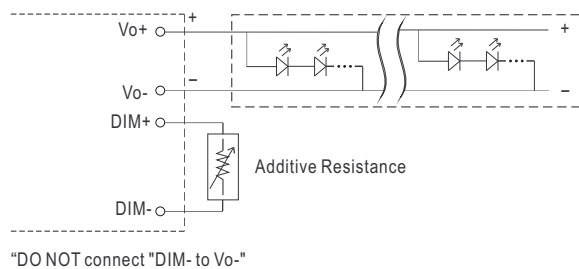 Vo+
+
+
Vo-
−
−
DIM+
Additive Resistance
DIM-
“DO NOT connect "DIM- to Vo-"